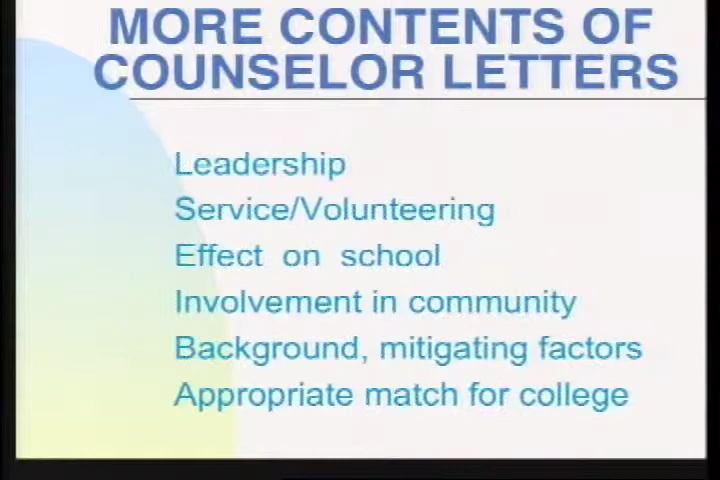 MORE CONTENTS OF
COUNSELOR LETTERS
Leadership
Service/Volunteering
Effect on school
Involvement in community
Background, mitigating factors
Appropriate match for college